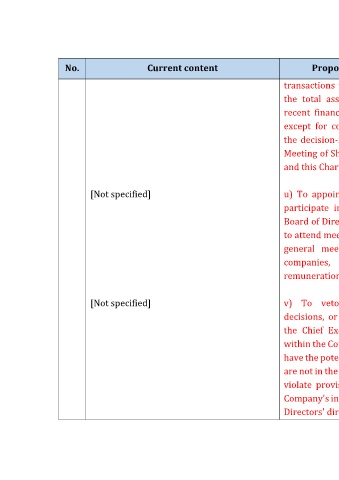 No. Current content Propo
transactions
the total ass
recent financ
except for co
the decision-
Meeting of Sh
and this Char
[Not specified] u) To appoin
participate in
Board of Dire
to attend mee
general mee
companies,
remuneration
[Not specified] v) To veto
decisions, or
the Chief Ex
within the Co
have the pote
are not in the
violate provis
Company's in
Directors' dir